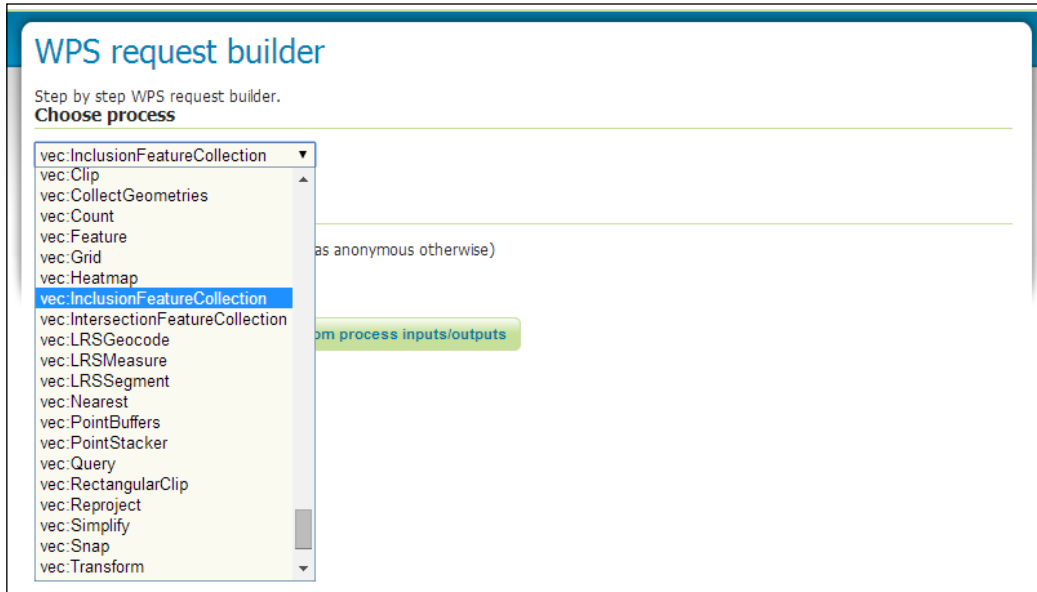 WPS request builder
Step by step WPS request builder.
Choose process
vec:InclusionFeatureCollection
vec:Clip
vec:CollectGeometries
vec:Count
vec:Feature
vec:Grid
as anonymous otherwise)
vec:Heatmap
vec:InclusionFeatureCollection
vec:IntersectionFeatureCollection
vec:LRSGeocode
om process inputs/outputs
vec:LRSMeasure
vec:LRSSegment
vec:Nearest
vec:PointBuffers
vec:PointStacker
vec:Query
vec:RectangularClip
vec:Reproject
vec:Simplify
vec:Snap
vec:Transform